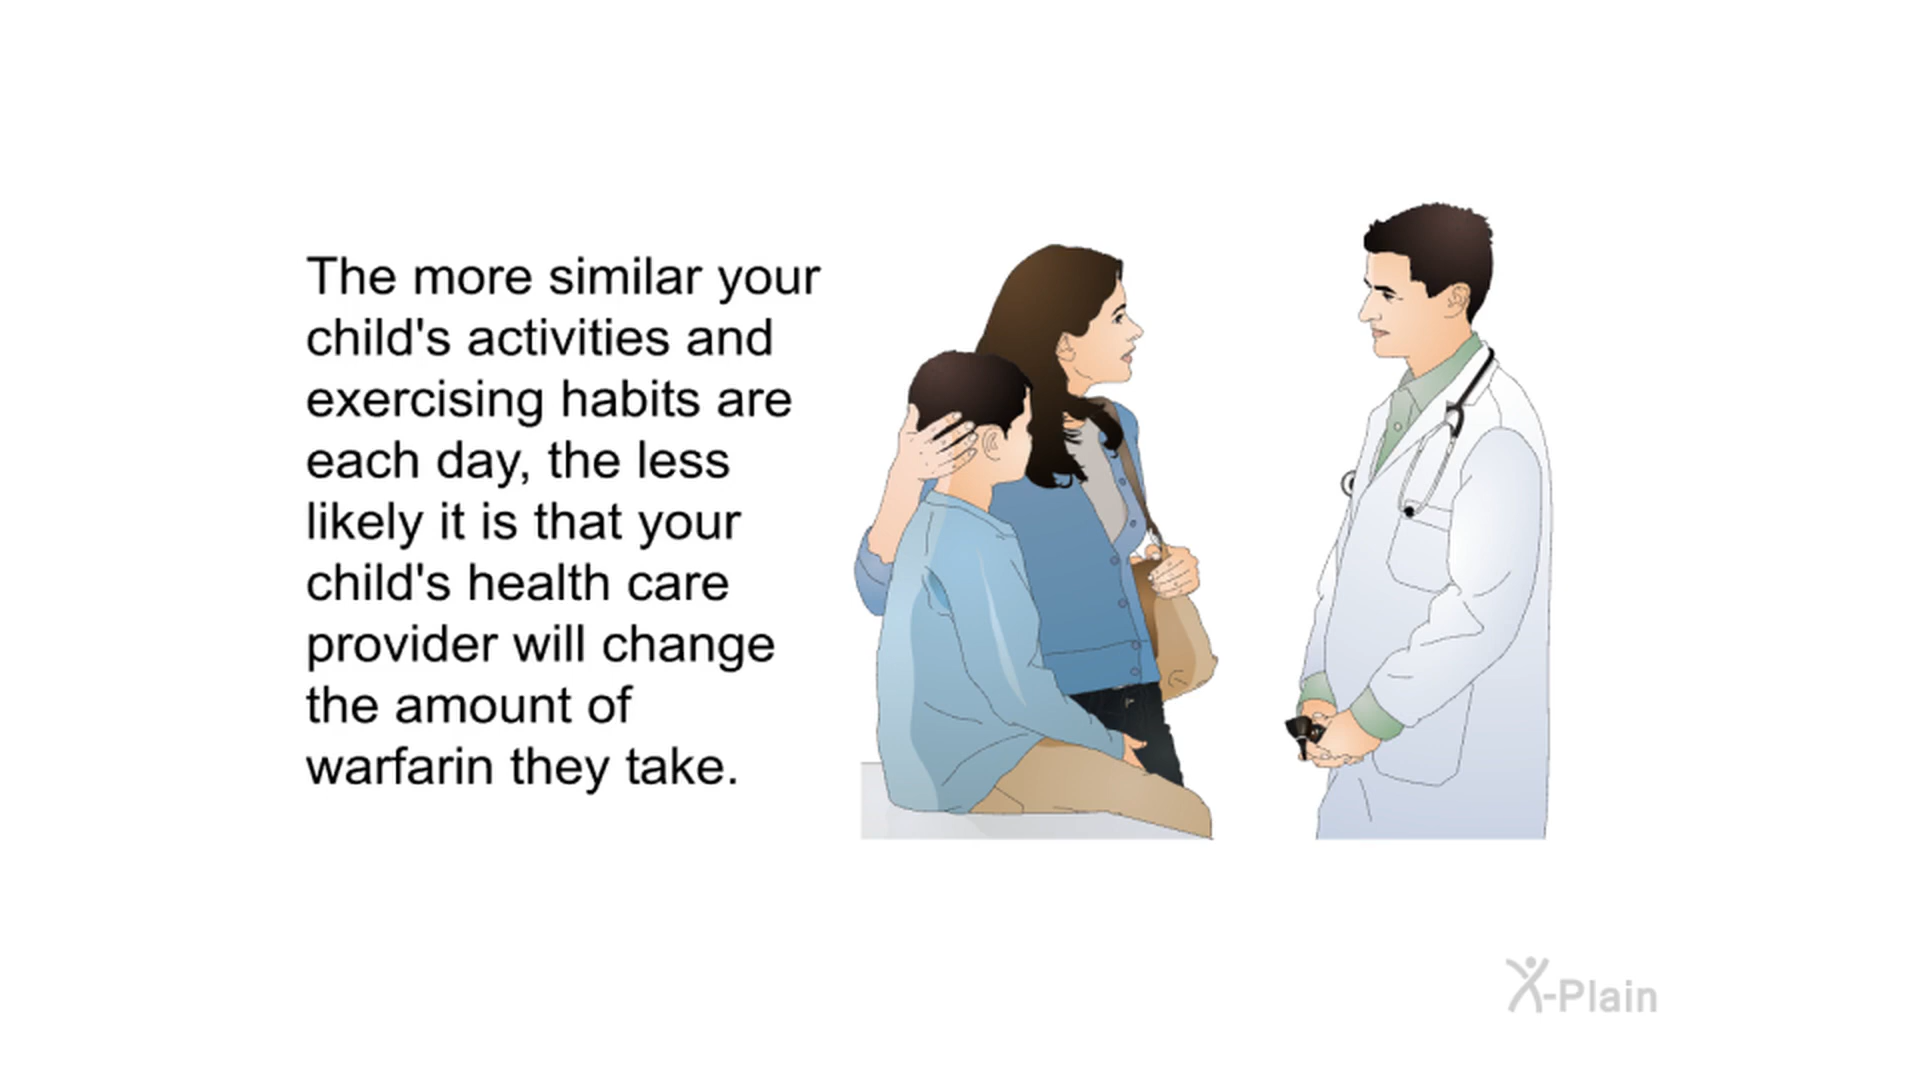 The more similar your
child's activities and
exercising habits are
each day, the less
likely it is that your
child's health care
provider will change
the amount of
warfarin they take.
X-Plain